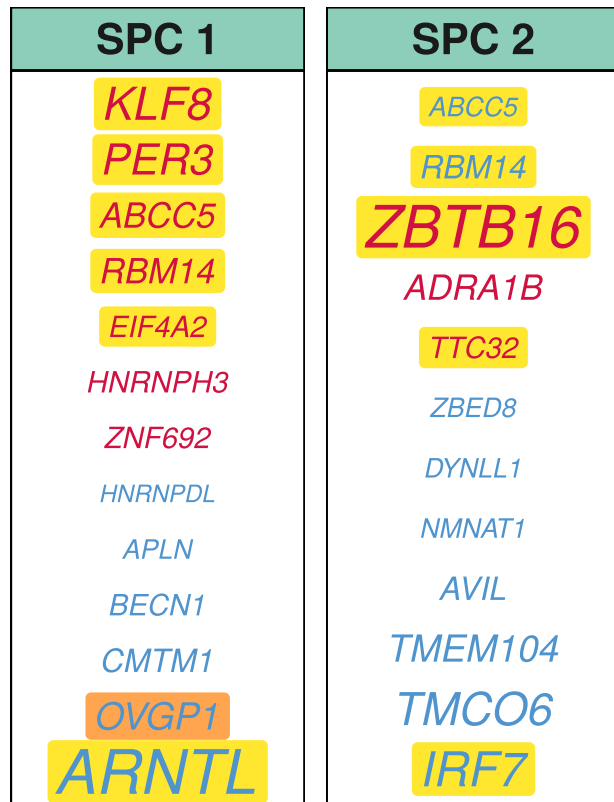 SPC 1
KLF8
PER3
ABCC5
RBM14
EIF4A2
HNRNPH3
ZNF692
HNRNPDL
APLN
BECN1
CMTM1
OVGP1
ARNTL
SPC 2
ABCC5
RBM14
ZBTB16
ADRA1B
TTC32
ZBED8
DYNLL1
NMNAT1
AVIL
TMEM104
TMCO6
IRF7